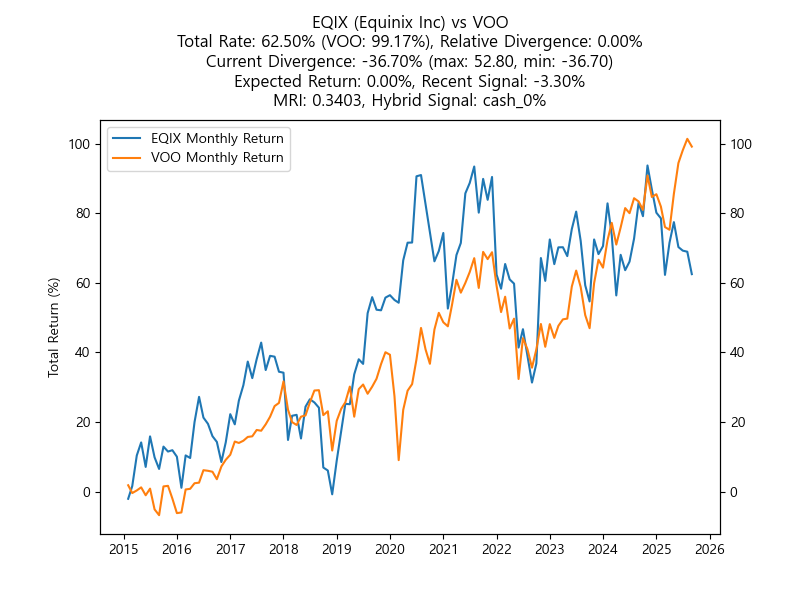 EQIX (Equinix Inc) vs VOO
Total Rate: 62.50% (VOO: 99.17%), Relative Divergence: 0.00%
Current Divergence: -36.70% (max: 52.80, min: -36.70)
Expected Return: 0.00%, Recent Signal: -3.30%
MRI: 0.3403, Hybrid Signal: cash_0%
EQIX Monthly Return
VOO Monthly Return
Total Return (%)
100
80
60
40
20
0
100
80
60
40
20
0
2015 2016 2017 2018 2019 2020 2021 2022 2023 2024 2025 2026